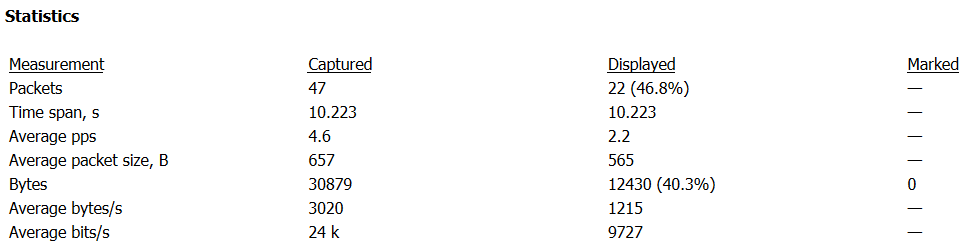 Statistics
Measurement Captured Displayed Marked
Packets 47 22 (46.8%) —
Time span, s 10.223 10.223 —
Average pps 4.6 2.2 —
Average packet size, B 657 565 —
Bytes 30879 12430 (40.3%) 0
Average bytes/s 3020 1215 —
Average bits/s 24 k 9727 —